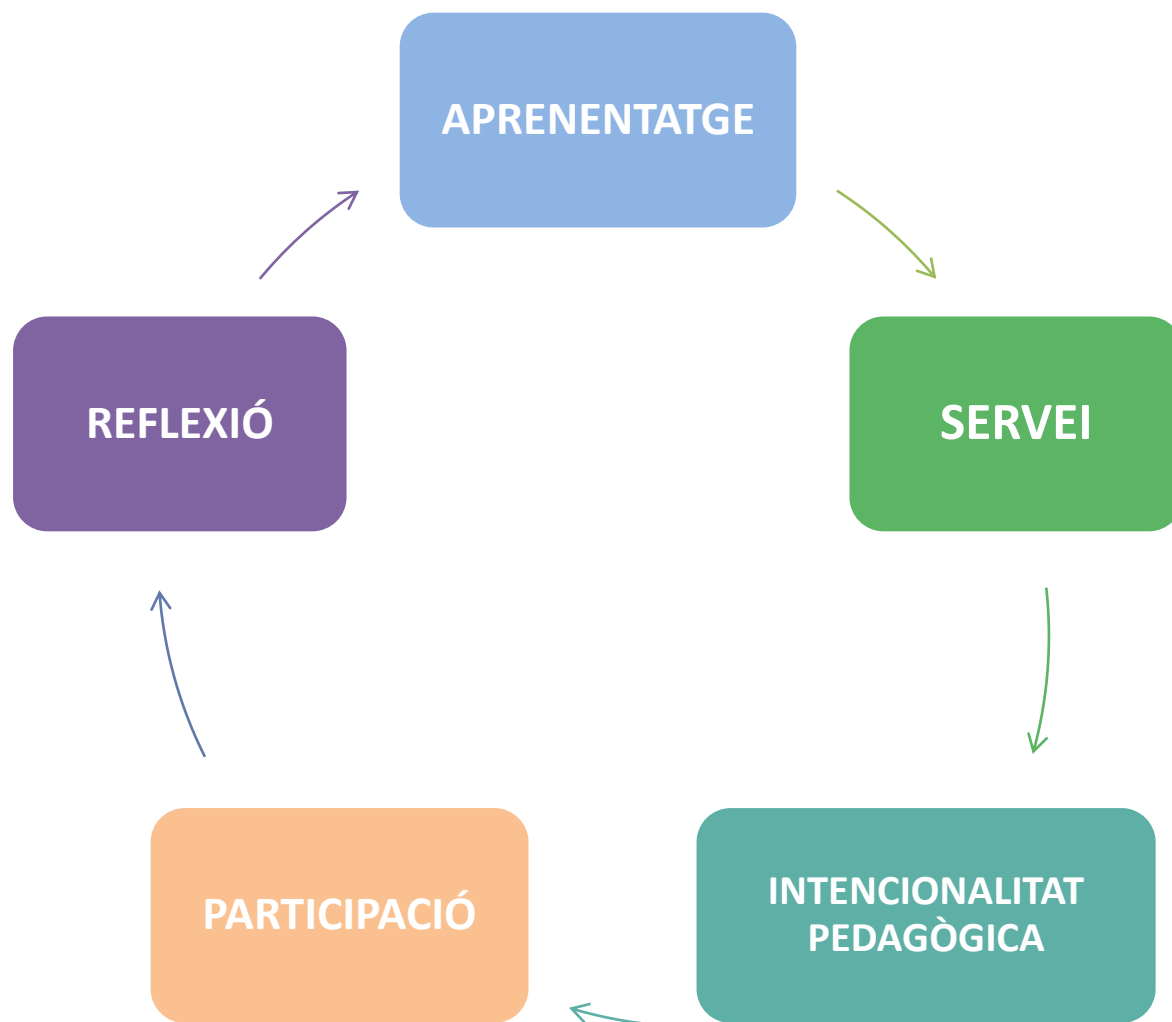 APRENENTATGE
REFLEXIÓ
SERVEI
PARTICIPACIÓ
INTENCIONALITAT
PEDAGÒGICA